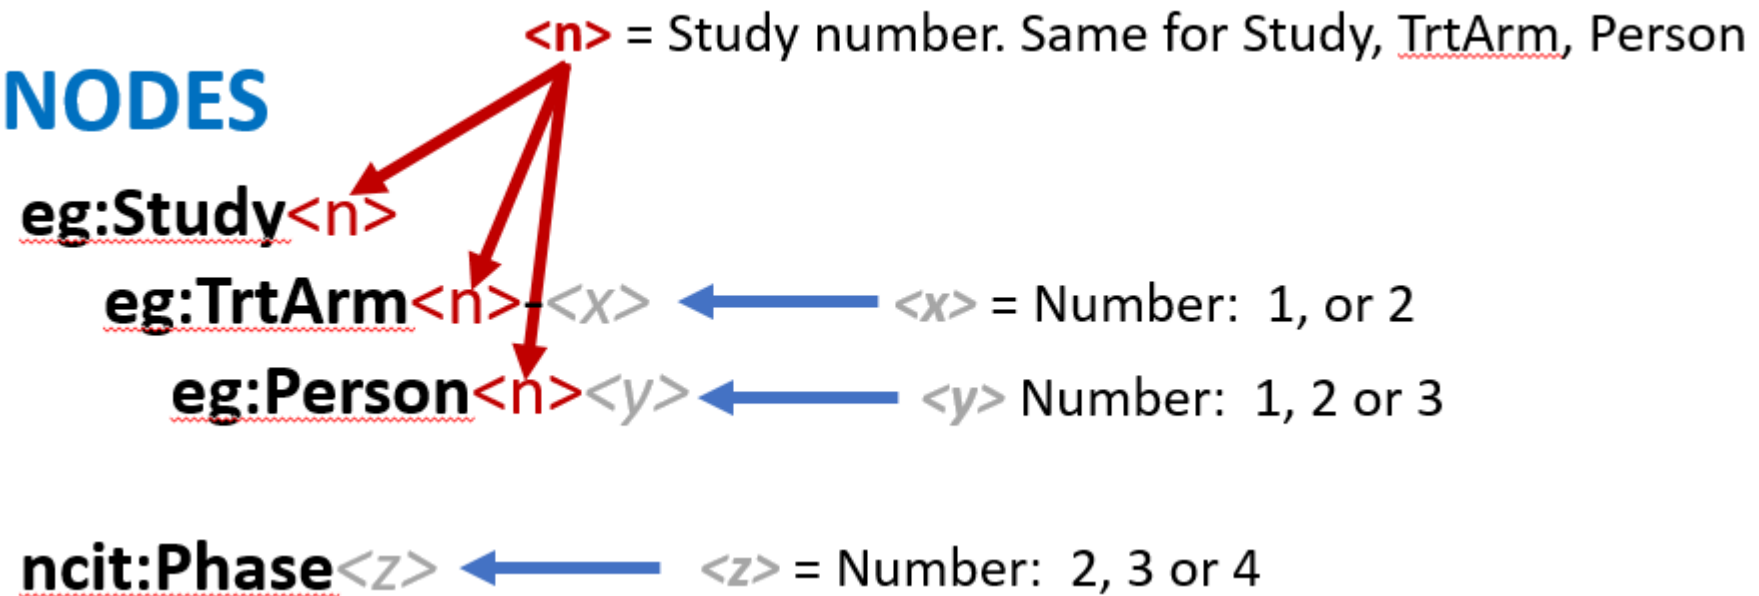 <n> = Study number. Same for Study, TrtArm, Person
NODES
eg:Study<n>
eg:TrtArm<n>-<x> <x> = Number: 1, or 2
eg:Person<n><y> <y> Number: 1, 2 or 3
ncit:Phase<z> <z> = Number: 2, 3 or 4